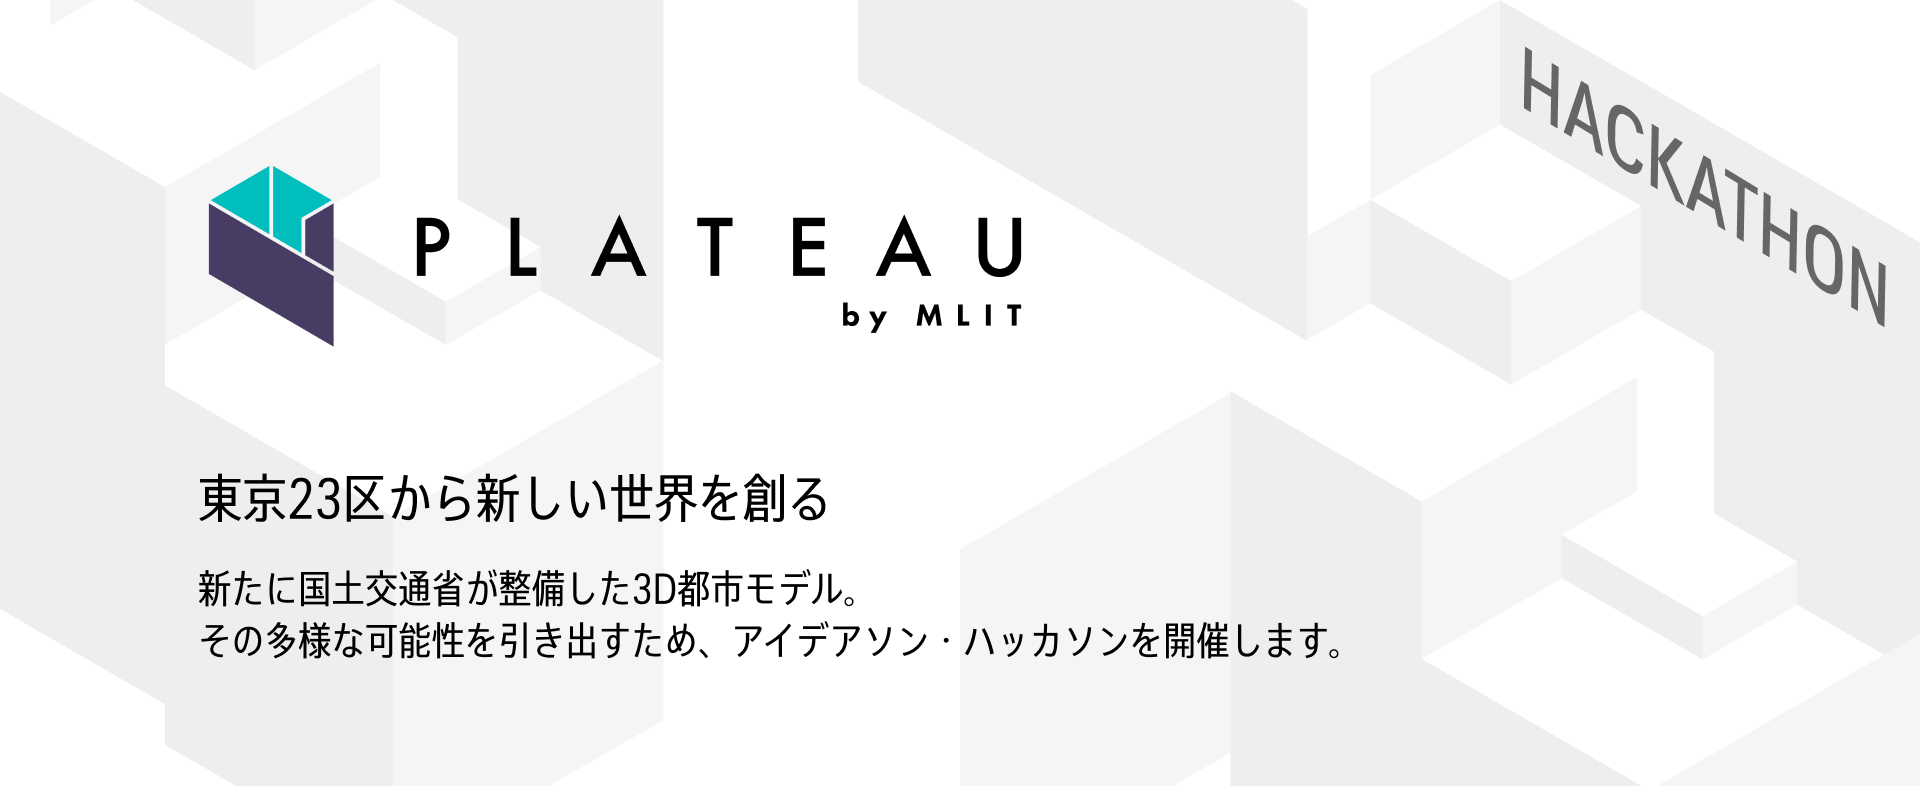 HACKATHON
PLATEAU
by MLIT
東京23区から新しい世界を創る
新たに国土交通省が整備した3D都市モデル。
その多様な可能性を引き出すため、アイデアソン・ハッカソンを開催します。